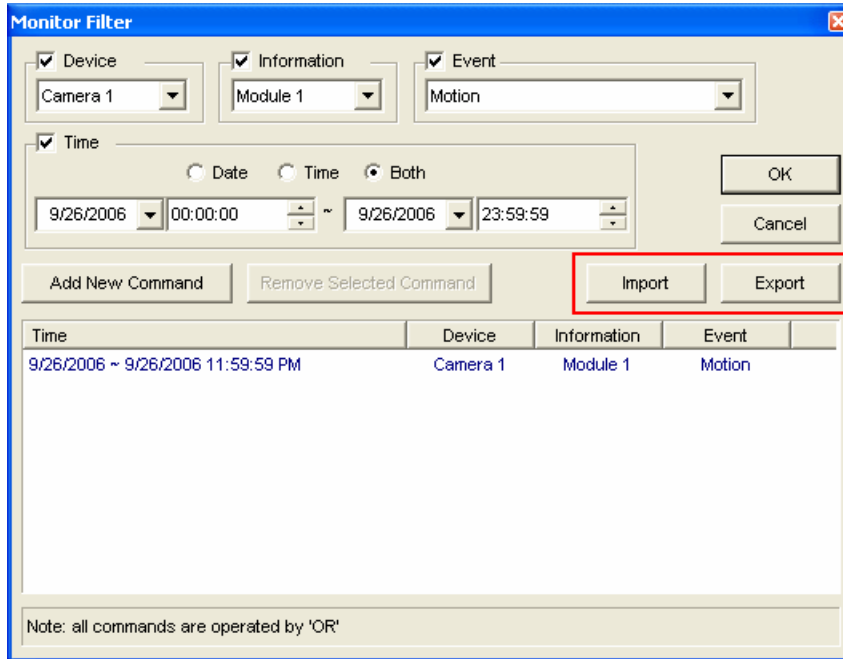 Monitor Filter
Device Information Event
Camera 1 Module 1 Motion
Time
Date Time Both
9/26/2006 00:00:00 ~ 9/26/2006 23:59:59
OK
Cancel
Add New Command Remove Selected Command Import Export
Time Device Information Event
9/26/2006 ~ 9/26/2006 11:59:59 PM Camera 1 Module 1 Motion
Note: all commands are operated by 'OR'